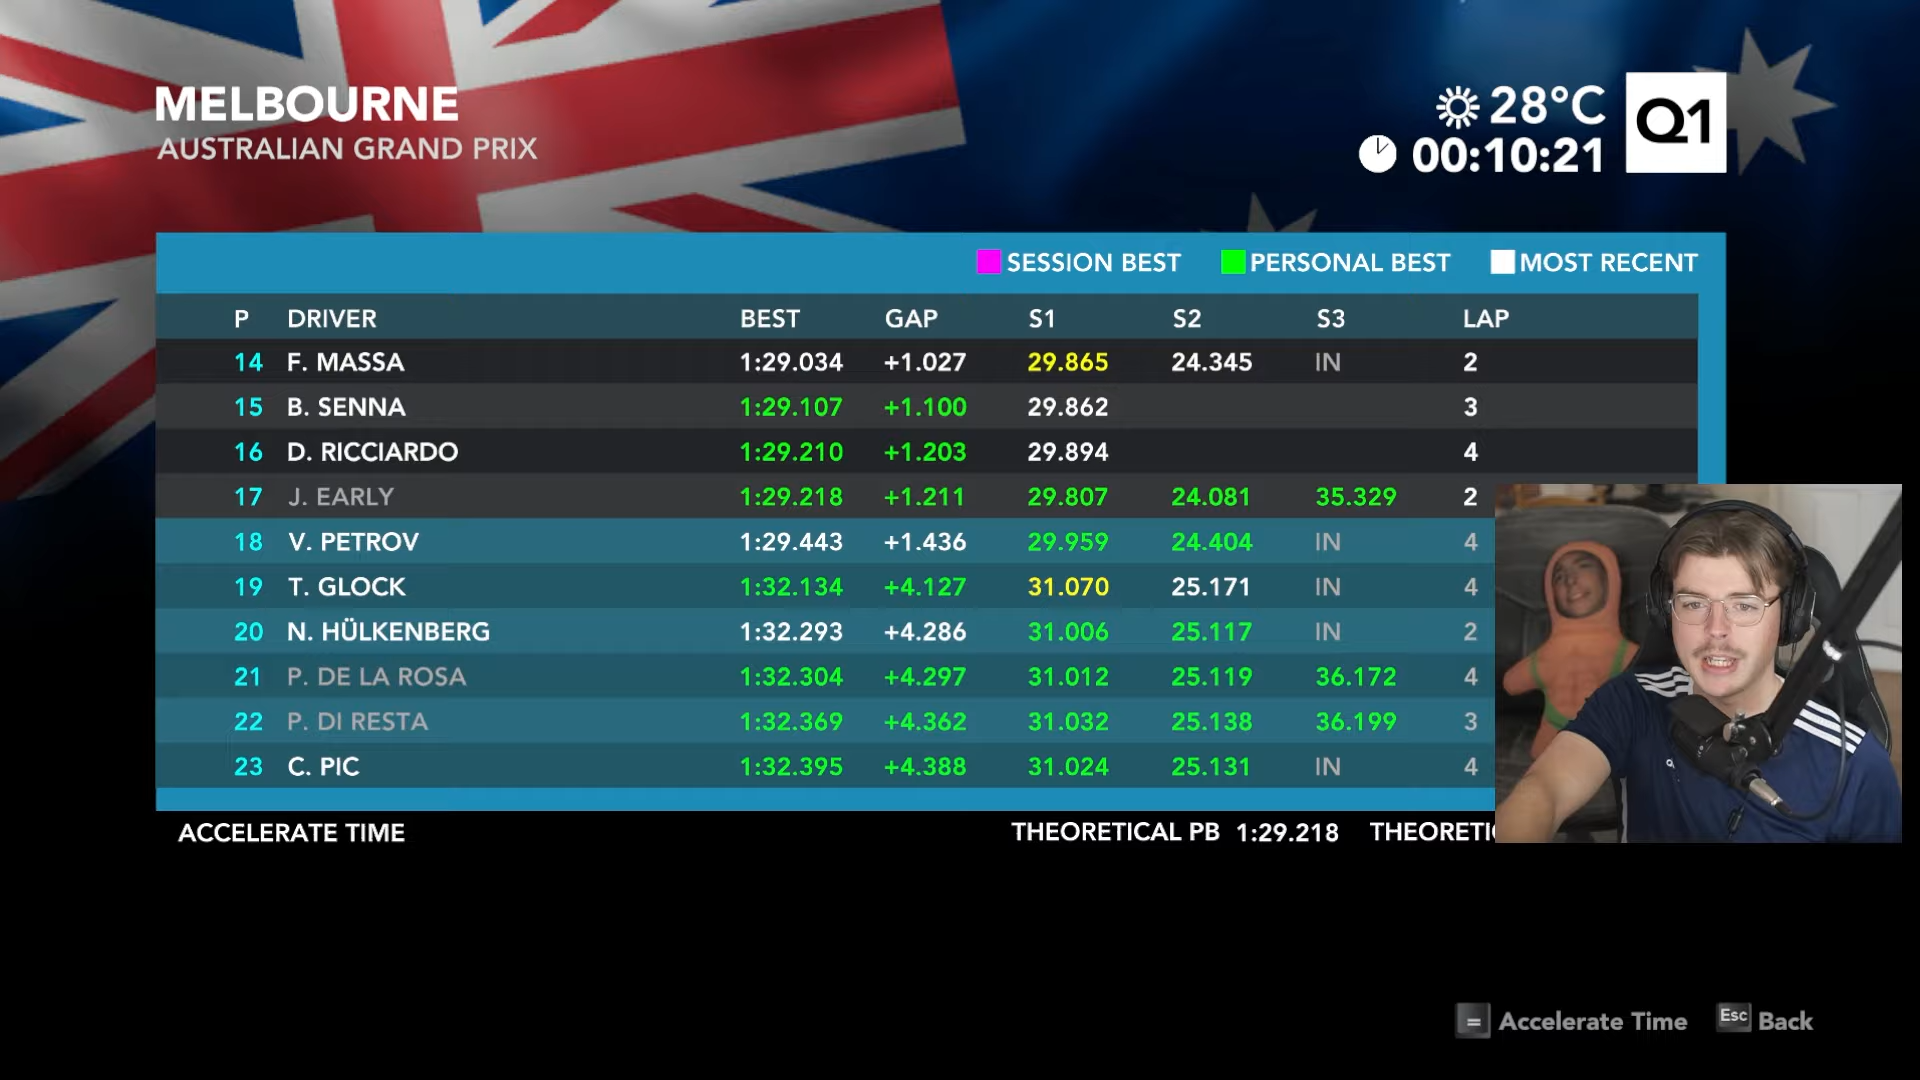 MELBOURNE
AUSTRALIAN GRAND PRIX
28°C
00:10:21
Q1
SESSION BEST PERSONAL BEST MOST RECENT
P DRIVER BEST GAP S1 S2 S3 LAP
14 F. MASSA 1:29.034 +1.027 29.865 24.345 IN 2
15 B. SENNA 1:29.107 +1.100 29.862 3
16 D. RICCIARDO 1:29.210 +1.203 29.894 4
17 J. EARLY 1:29.218 +1.211 29.807 24.081 35.329 2
18 V. PETROV 1:29.443 +1.436 29.959 24.404 IN 4
19 T. GLOCK 1:32.134 +4.127 31.070 25.171 IN 4
20 N. HÜLKENBERG 1:32.293 +4.286 31.006 25.117 IN 2
21 P. DE LA ROSA 1:32.304 +4.297 31.012 25.119 36.172 4
22 P. DI RESTA 1:32.369 +4.362 31.032 25.138 36.199 3
23 C. PIC 1:32.395 +4.388 31.024 25.131 IN 4
ACCELERATE TIME THEORETICAL PB 1:29.218
= Accelerate Time Esc Back